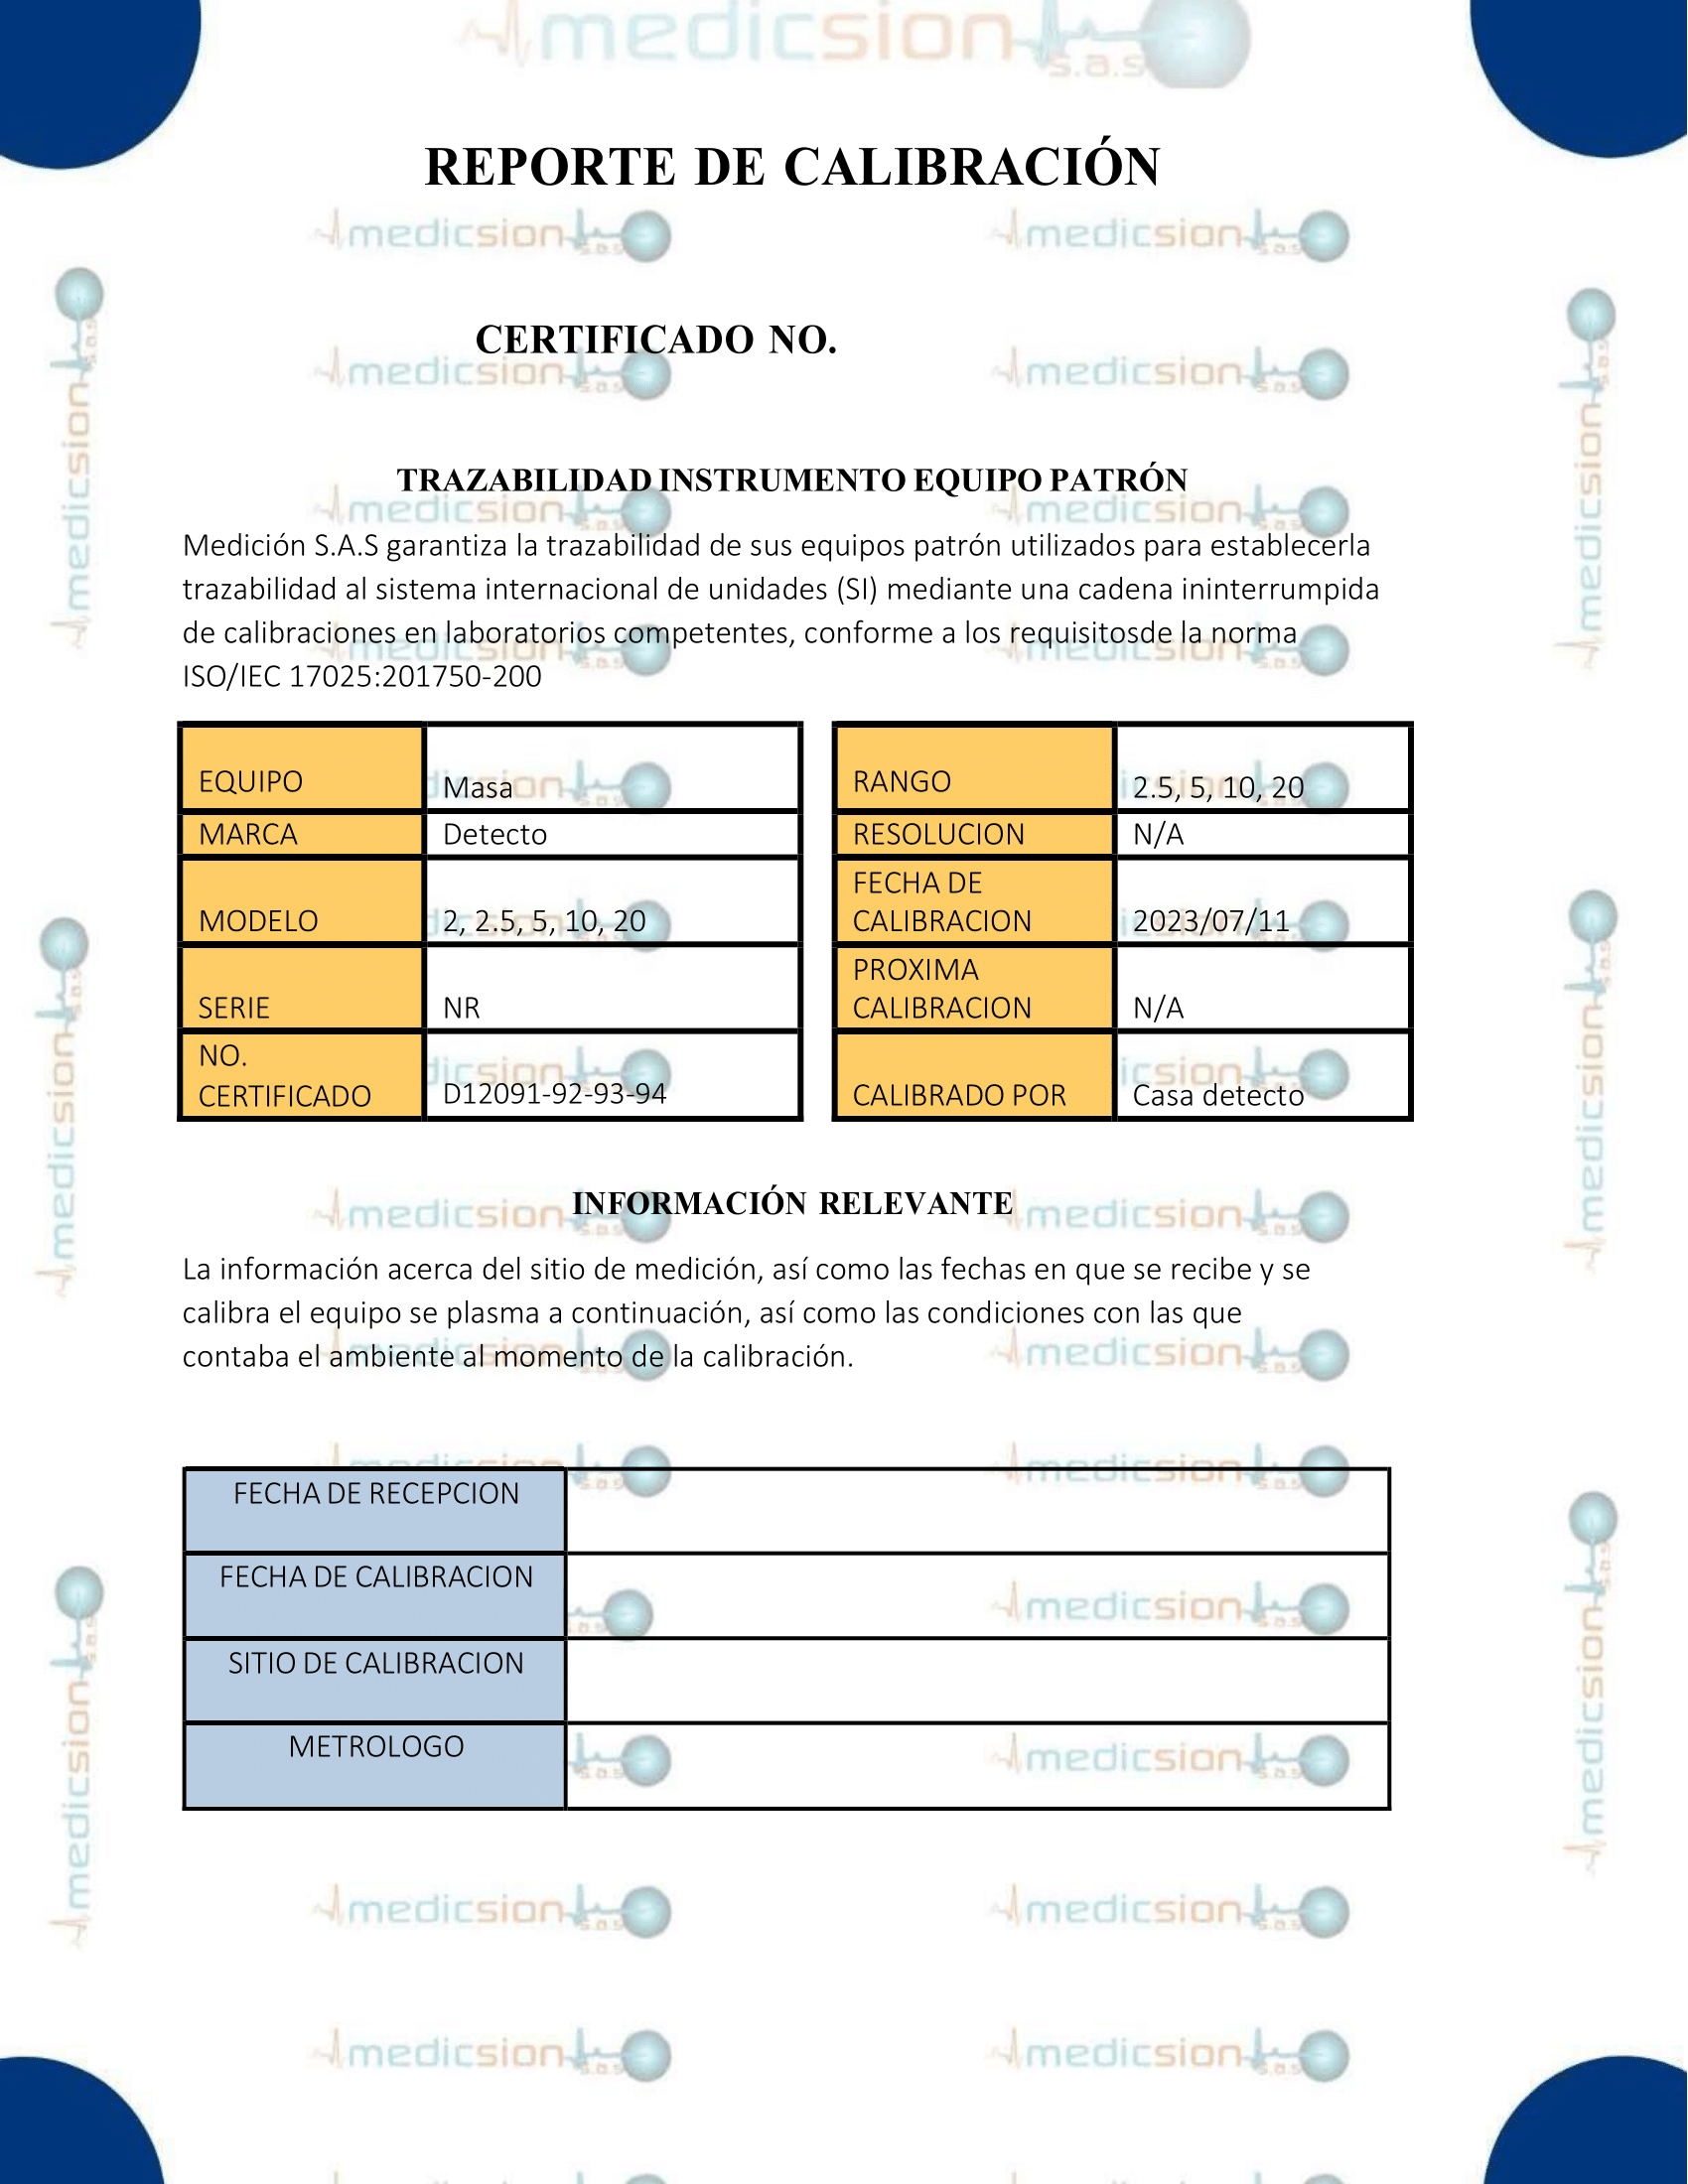 medicsion s.a.s
REPORTE DE CALIBRACIÓN
CERTIFICADO NO.
TRAZABILIDAD INSTRUMENTO EQUIPO PATRÓN
Medición S.A.S garantiza la trazabilidad de sus equipos patrón utilizados para establecerla
trazabilidad al sistema internacional de unidades (SI) mediante una cadena ininterrumpida
de calibraciones en laboratorios competentes, conforme a los requisitosde la norma
ISO/IEC 17025:201750-200
EQUIPO Masa
MARCA Detecto
MODELO 2, 2.5, 5, 10, 20
SERIE NR
NO.
CERTIFICADO D12091-92-93-94
RANGO 2.5, 5, 10, 20
RESOLUCION N/A
FECHA DE
CALIBRACION 2023/07/11
PROXIMA
CALIBRACION N/A
CALIBRADO POR Casa detecto
INFORMACIÓN RELEVANTE
La información acerca del sitio de medición, así como las fechas en que se recibe y se
calibra el equipo se plasma a continuación, así como las condiciones con las que
contaba el ambiente al momento de la calibración.
FECHA DE RECEPCION
FECHA DE CALIBRACION
SITIO DE CALIBRACION
METROLOGO